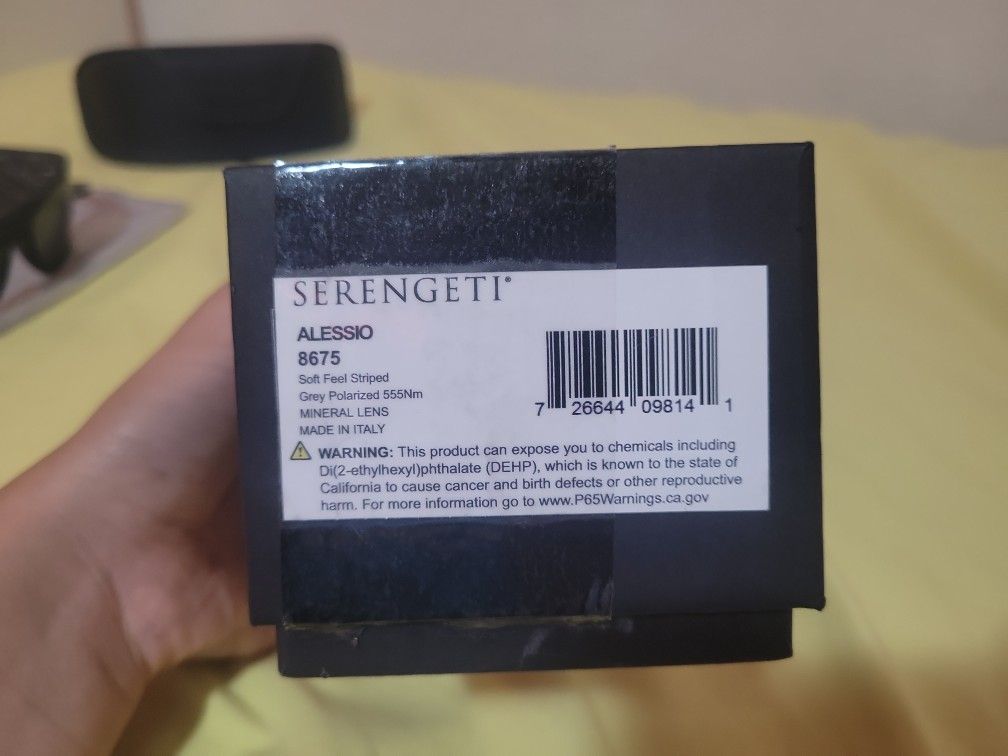 SERENGETI®
ALESSIO
8675
Soft Feel Striped
Grey Polarized 555Nm
MINERAL LENS
MADE IN ITALY
7 26644 09814 1
WARNING: This product can expose you to chemicals including
Di(2-ethylhexyl)phthalate (DEHP), which is known to the state of
California to cause cancer and birth defects or other reproductive
harm. For more information go to www.P65Warnings.ca.gov